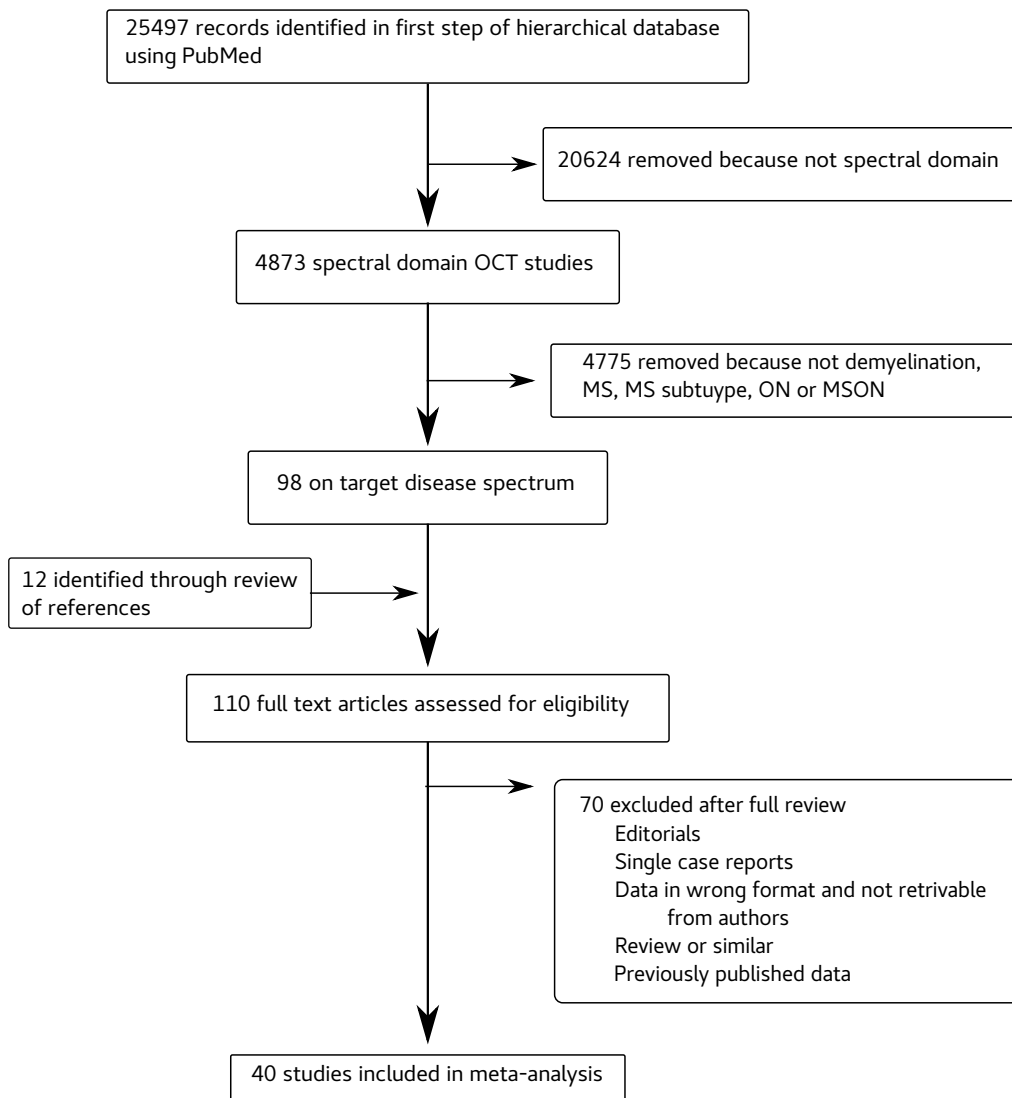 25497 records identified in first step of hierarchical database
using PubMed
20624 removed because not spectral domain
4873 spectral domain OCT studies
4775 removed because not demyelination,
MS, MS subtuype, ON or MSON
98 on target disease spectrum
12 identified through review
of references
110 full text articles assessed for eligibility
70 excluded after full review
Editorials
Single case reports
Data in wrong format and not retrivable
from authors
Review or similar
Previously published data
40 studies included in meta-analysis